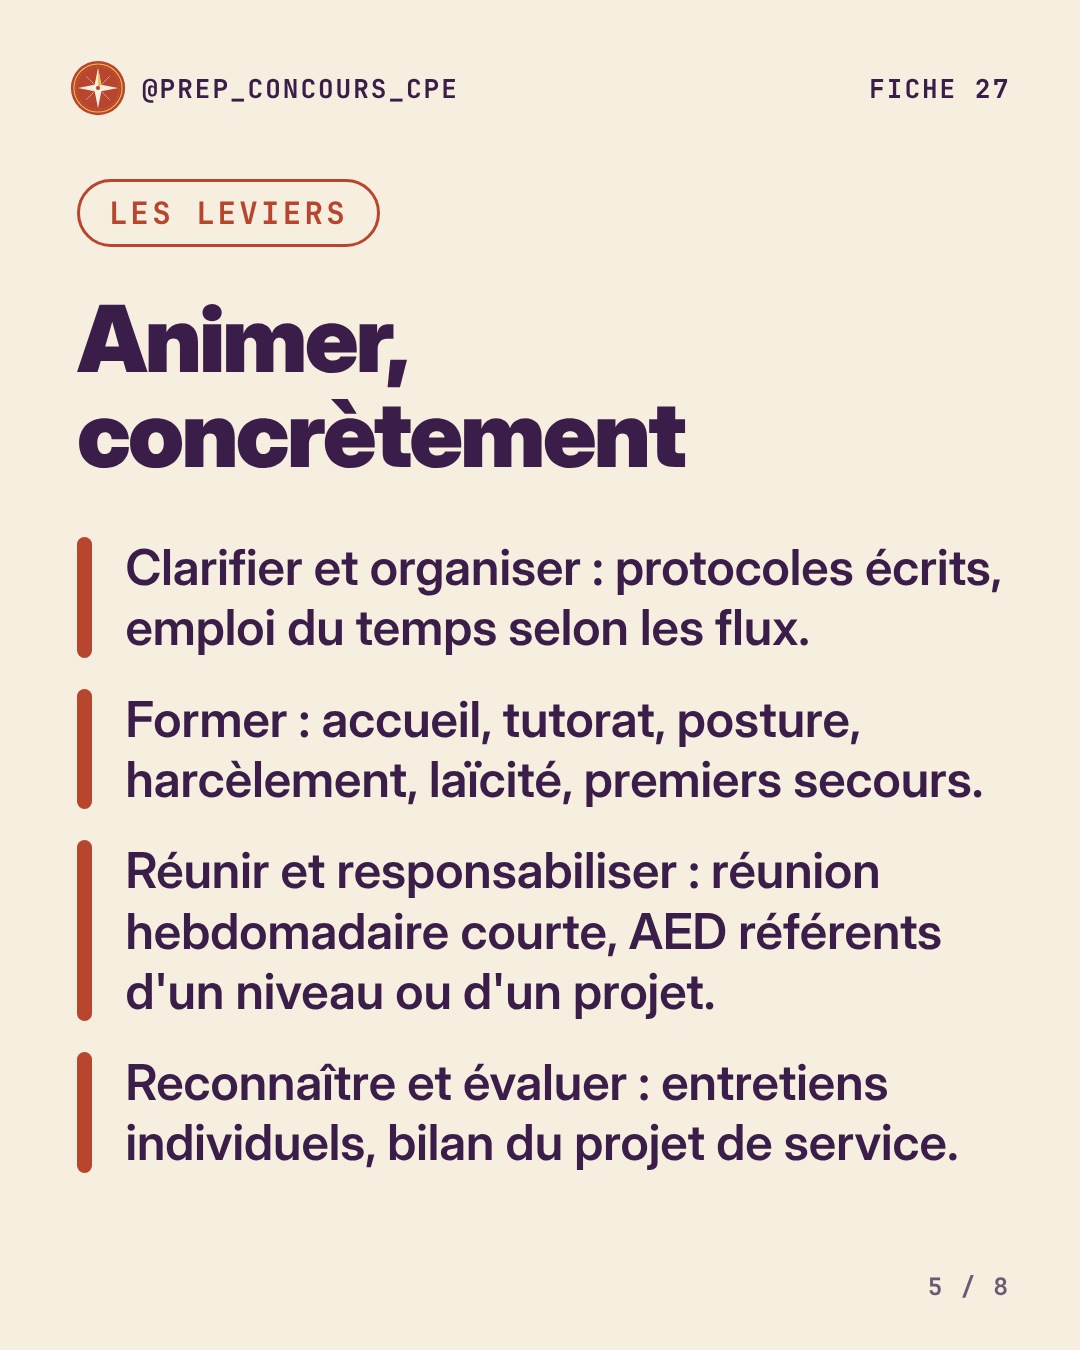 @PREP_CONCOURS_CPE
FICHE 27
LES LEVIERS
Animer,
concrètement
Clarifier et organiser : protocoles écrits,
emploi du temps selon les flux.
Former : accueil, tutorat, posture,
harcèlement, laïcité, premiers secours.
Réunir et responsabiliser : réunion
hebdomadaire courte, AED référents
d'un niveau ou d'un projet.
Reconnaître et évaluer : entretiens
individuels, bilan du projet de service.
5 / 8